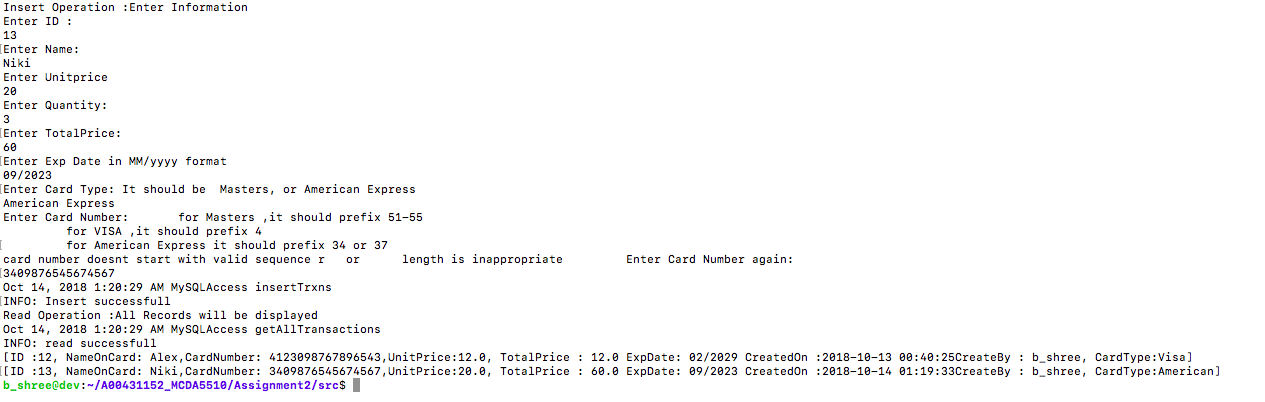 Insert Operation :Enter Information
Enter ID :
13
[Enter Name:
Niki
Enter Unitprice
20
[Enter Quantity:
3
[Enter TotalPrice:
60
[Enter Exp Date in MM/yyyy format
09/2023
[Enter Card Type: It should be  Masters, or American Express
American Express
Enter Card Number:       for Masters ,it should prefix 51-55
         for VISA ,it should prefix 4
[         for American Express it should prefix 34 or 37
card number doesnt start with valid sequence r   or      length is inappropriate         Enter Card Number again:
[3409876545674567
Oct 14, 2018 1:20:29 AM MySQLAccess insertTrxns
[INFO: Insert successfull
Read Operation :All Records will be displayed
Oct 14, 2018 1:20:29 AM MySQLAccess getAllTransactions
INFO: read successfull
[ID :12, NameOnCard: Alex,CardNumber: 4123098767896543,UnitPrice:12.0, TotalPrice : 12.0 ExpDate: 02/2029 CreatedOn :2018-10-13 00:40:25CreateBy : b_shree, CardType:Visa]
[[ID :13, NameOnCard: Niki,CardNumber: 3409876545674567,UnitPrice:20.0, TotalPrice : 60.0 ExpDate: 09/2023 CreatedOn :2018-10-14 01:19:33CreateBy : b_shree, CardType:American]
b_shree@dev:~/A00431152_MCDA5510/Assignment2/src$